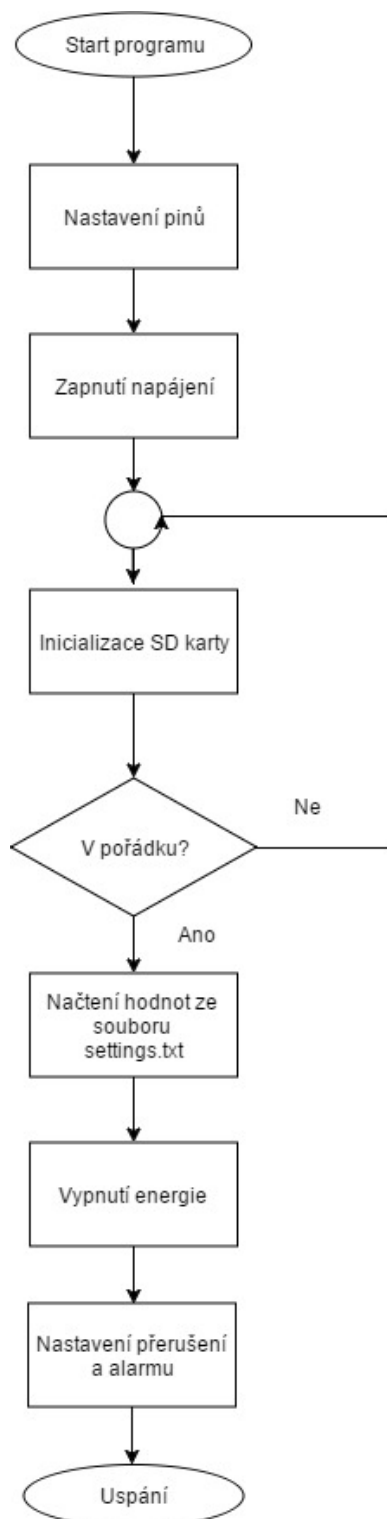 Start programu
Nastavení pinů
Zapnutí napájení
Inicializace SD karty
Ne
V pořádku?
Ano
Načtení hodnot ze
souboru
settings.txt
Vypnutí energie
Nastavení přerušení
a alarmu
Uspání